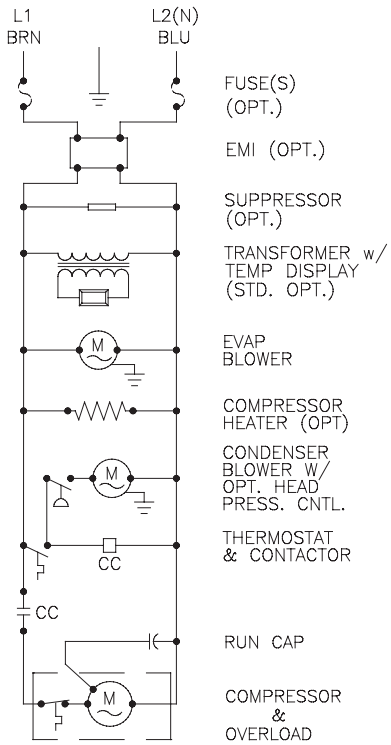 L1 L2(N)
BRN BLU
FUSE(S)
(OPT.)
EMI (OPT.)
SUPPRESSOR
(OPT.)
TRANSFORMER w/
TEMP DISPLAY
(STD. OPT.)
M
EVAP
BLOWER
COMPRESSOR
HEATER (OPT)
CONDENSER
BLOWER W/
OPT. HEAD
PRESS. CNTL.
M
THERMOSTAT
& CONTACTOR
CC
CC
RUN CAP
M
COMPRESSOR
&
OVERLOAD